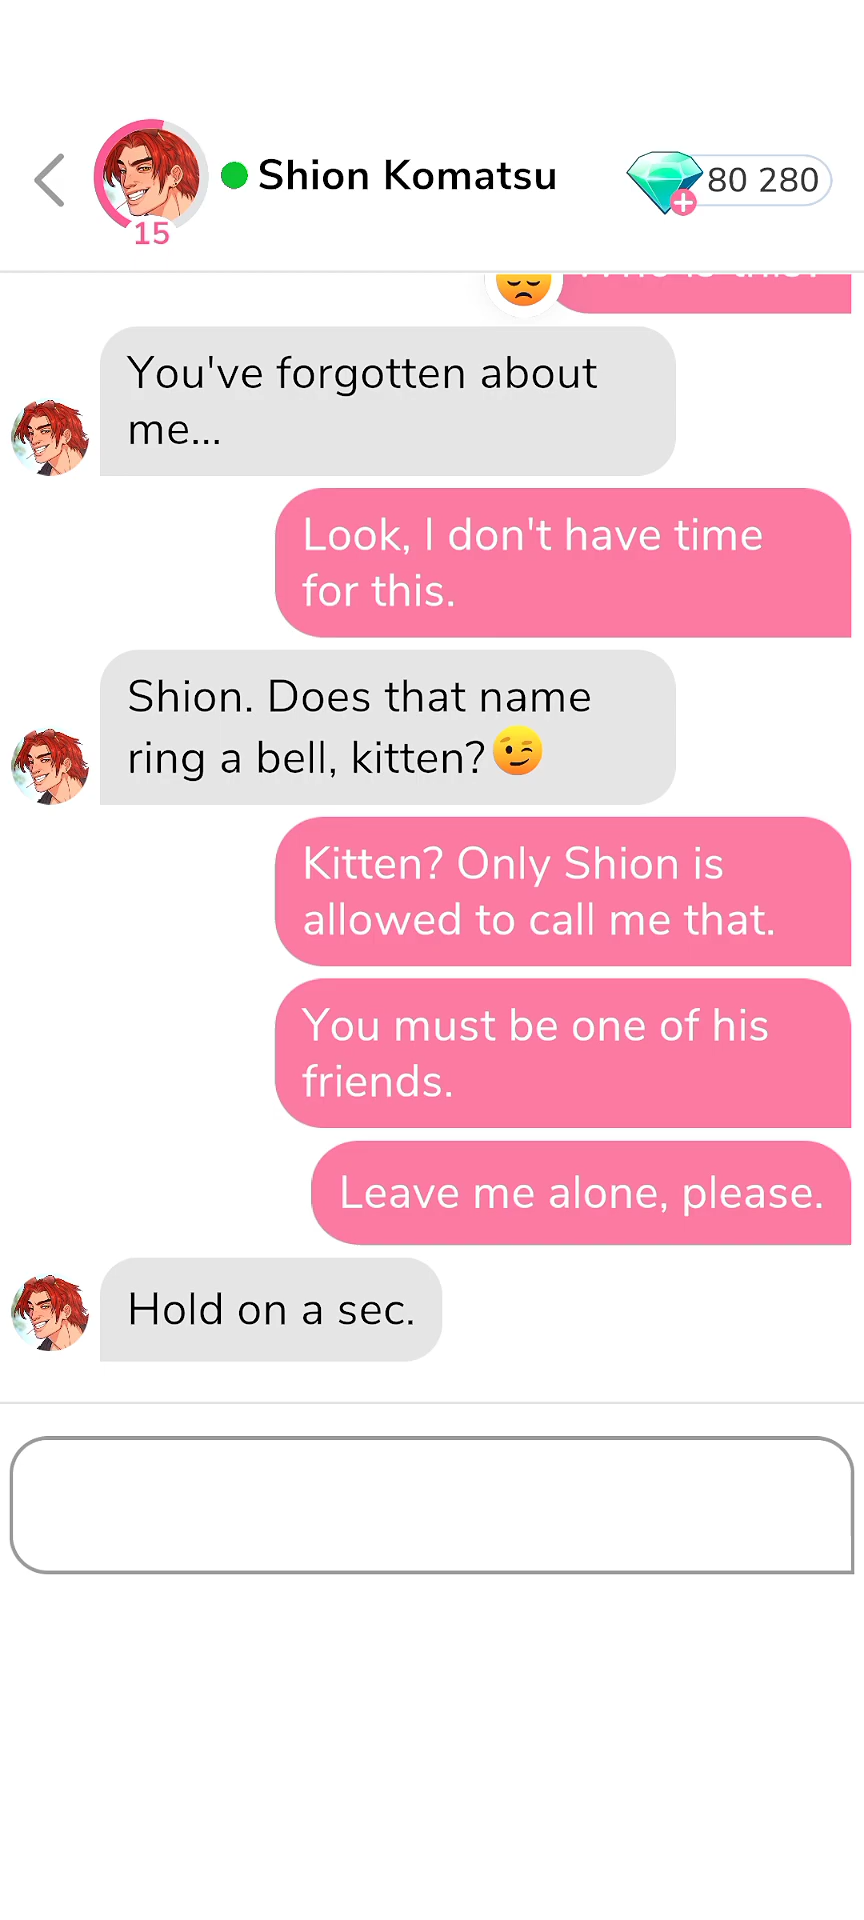 Shion Komatsu
80 280
15
You've forgotten about
me...
Look, I don't have time
for this.
Shion. Does that name
ring a bell, kitten?😉
Kitten? Only Shion is
allowed to call me that.
You must be one of his
friends.
Leave me alone, please.
Hold on a sec.